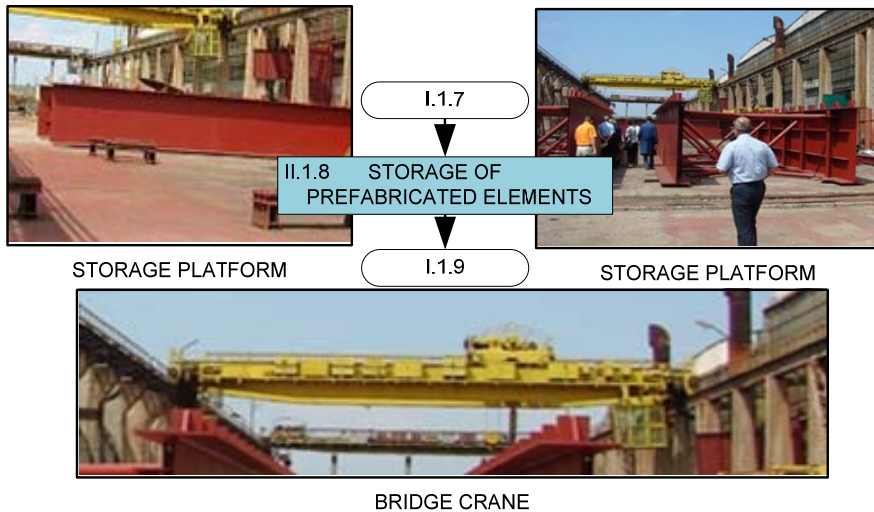 I.1.7
II.1.8 STORAGE OF
PREFABRICATED ELEMENTS
I.1.9
STORAGE PLATFORM
STORAGE PLATFORM
BRIDGE CRANE